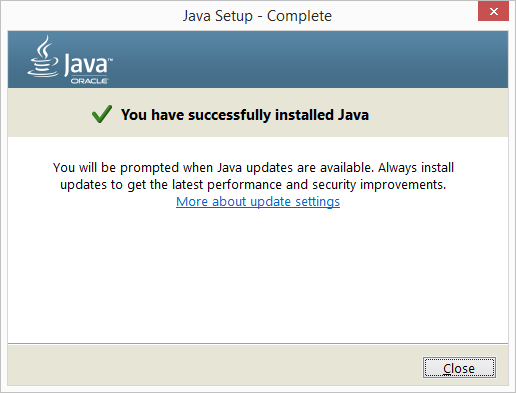 Java Setup - Complete
Java™
ORACLE
You have successfully installed Java
You will be prompted when Java updates are available. Always install
updates to get the latest performance and security improvements.
More about update settings
Close